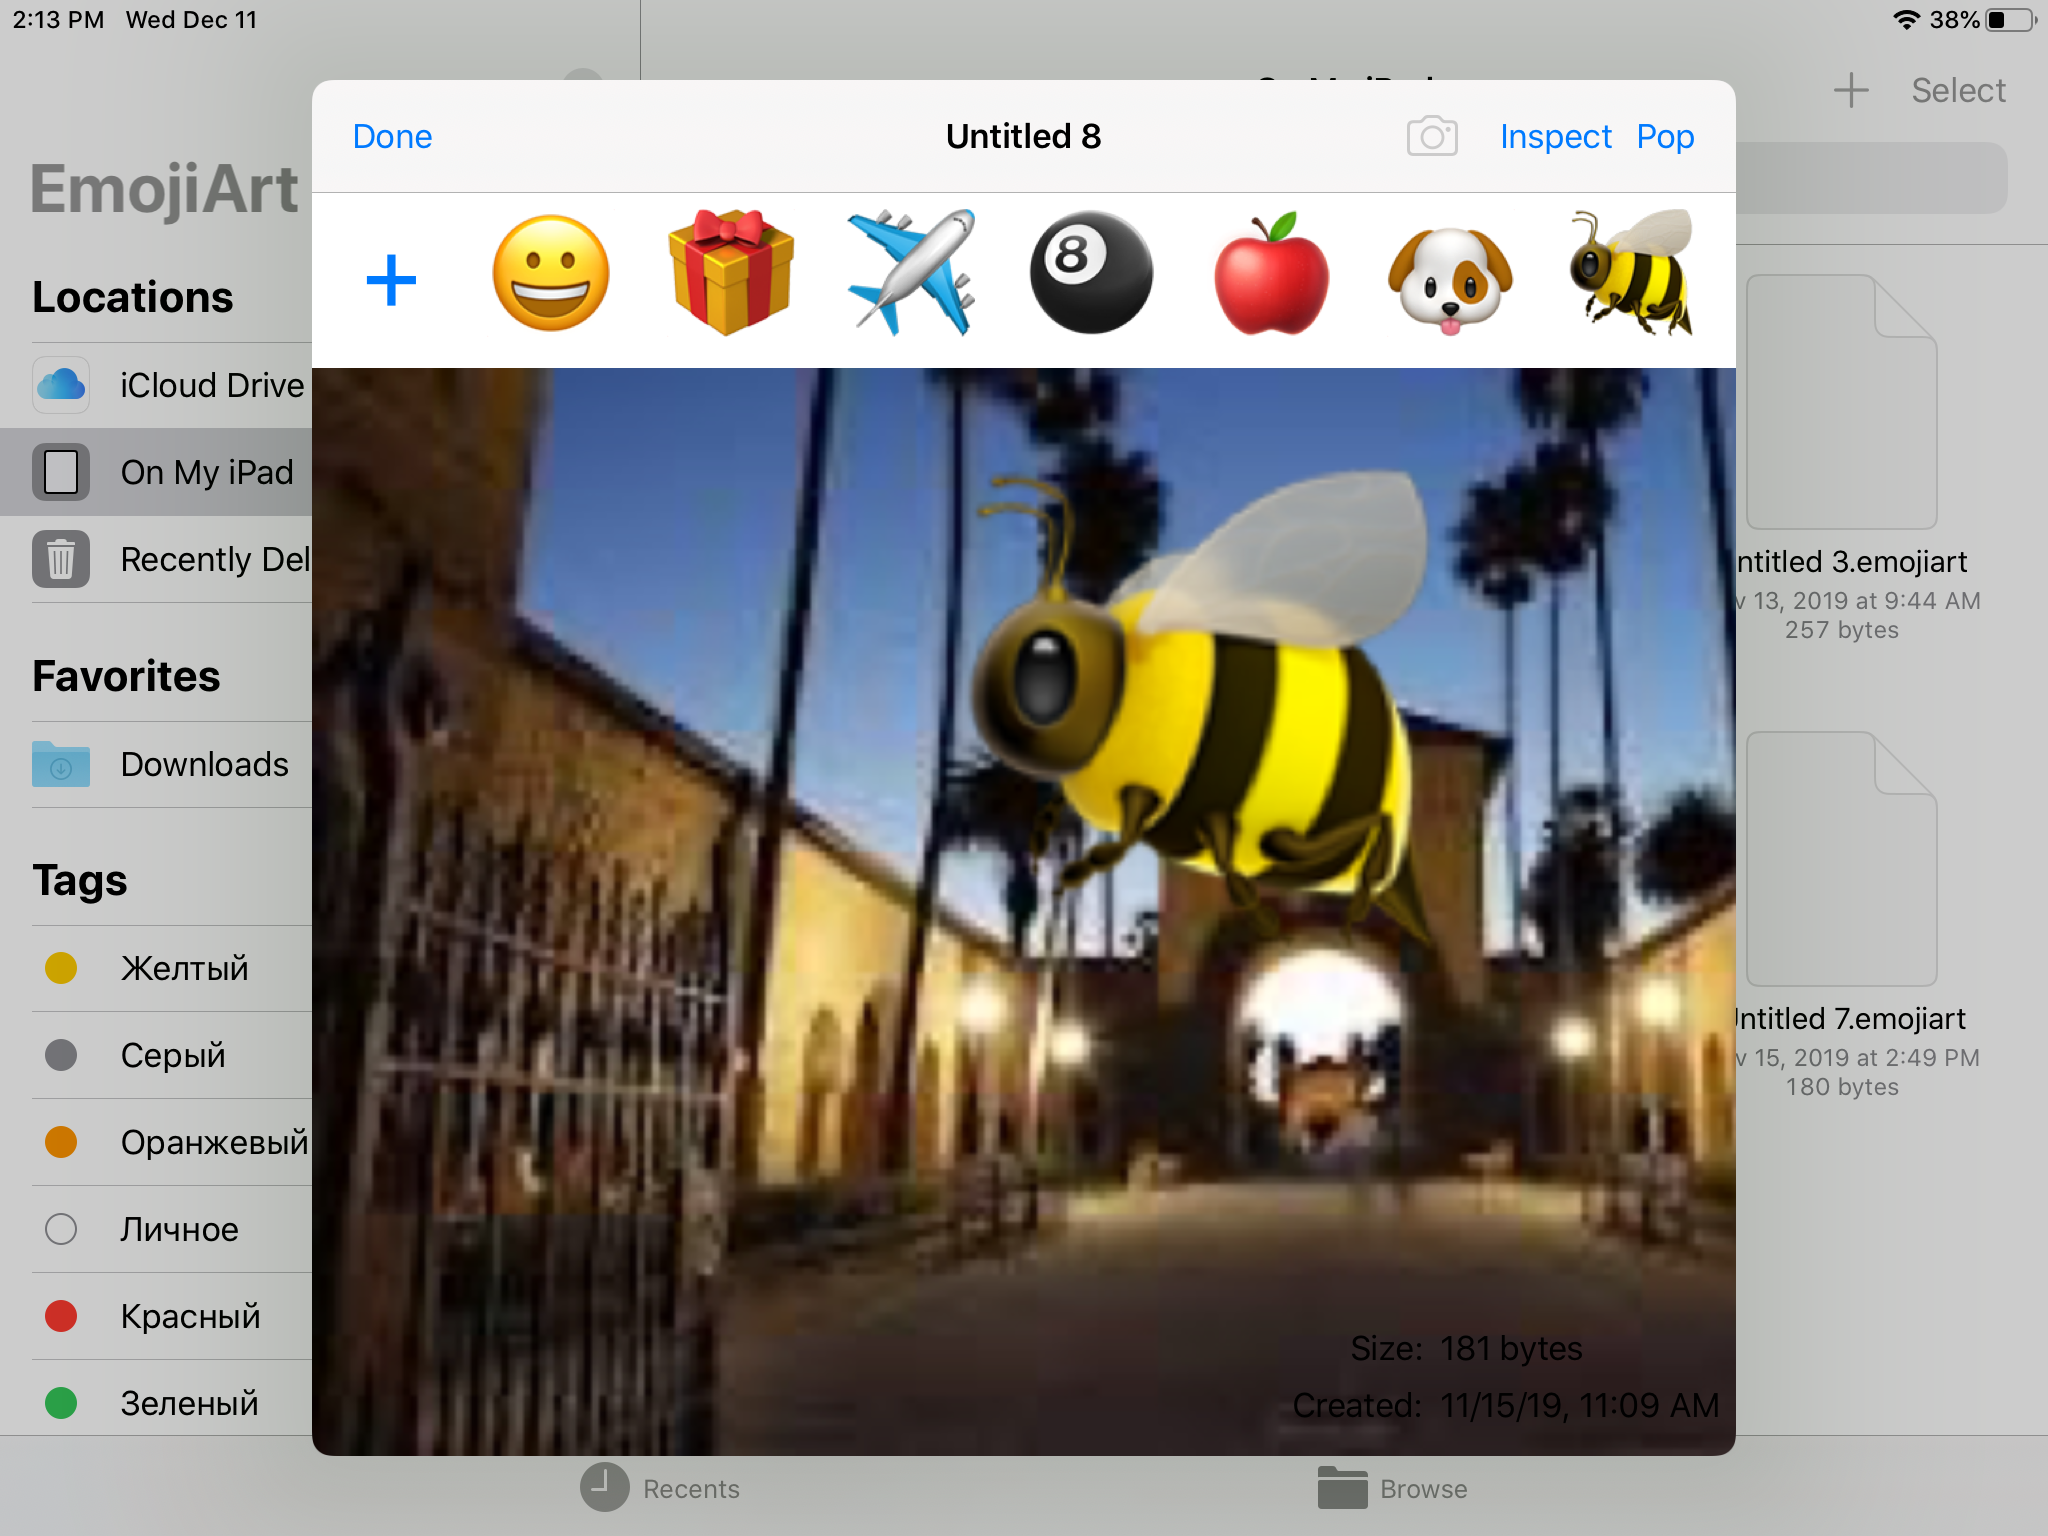 2:13 PM Wed Dec 11
38%
Select
Done
Untitled 8
Inspect Pop
EmojiArt
8
Locations
iCloud Drive
On My iPad
Recently Del
Favorites
Downloads
Tags
Желтый
Серый
Оранжевый
Личное
Красный
Зеленый
ntitled 3.emojiart
v 13, 2019 at 9:44 AM
257 bytes
ntitled 7.emojiart
v 15, 2019 at 2:49 PM
180 bytes
Size: 181 bytes
Created: 11/15/19, 11:09 AM
Recents
Browse